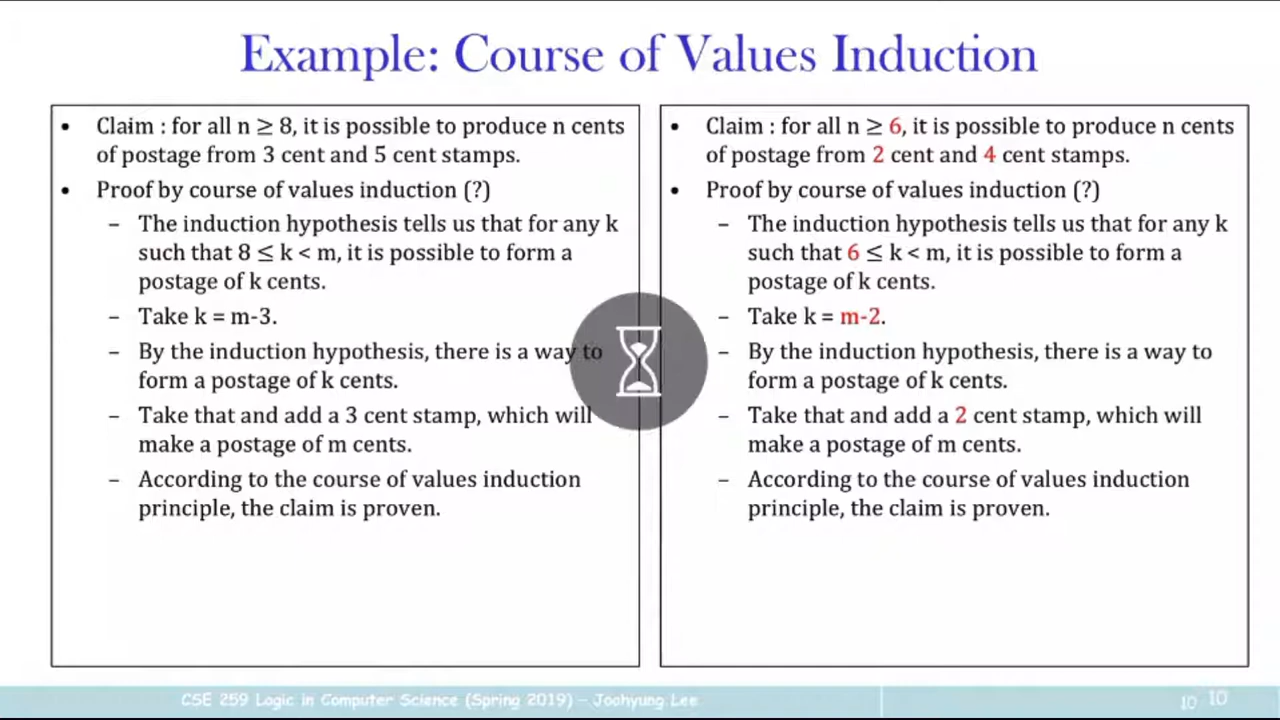 Example: Course of Values Induction
• Claim : for all n ≥ 8, it is possible to produce n cents
of postage from 3 cent and 5 cent stamps.
• Proof by course of values induction (?)
– The induction hypothesis tells us that for any k
such that 8 ≤ k < m, it is possible to form a
postage of k cents.
– Take k = m-3.
– By the induction hypothesis, there is a way to
form a postage of k cents.
– Take that and add a 3 cent stamp, which will
make a postage of m cents.
– According to the course of values induction
principle, the claim is proven.
• Claim : for all n ≥ 6, it is possible to produce n cents
of postage from 2 cent and 4 cent stamps.
• Proof by course of values induction (?)
– The induction hypothesis tells us that for any k
such that 6 ≤ k < m, it is possible to form a
postage of k cents.
– Take k = m-2.
– By the induction hypothesis, there is a way to
form a postage of k cents.
– Take that and add a 2 cent stamp, which will
make a postage of m cents.
– According to the course of values induction
principle, the claim is proven.
CSE 259 Logic in Computer Science (Spring 2019) – Joohyung Lee
10 10